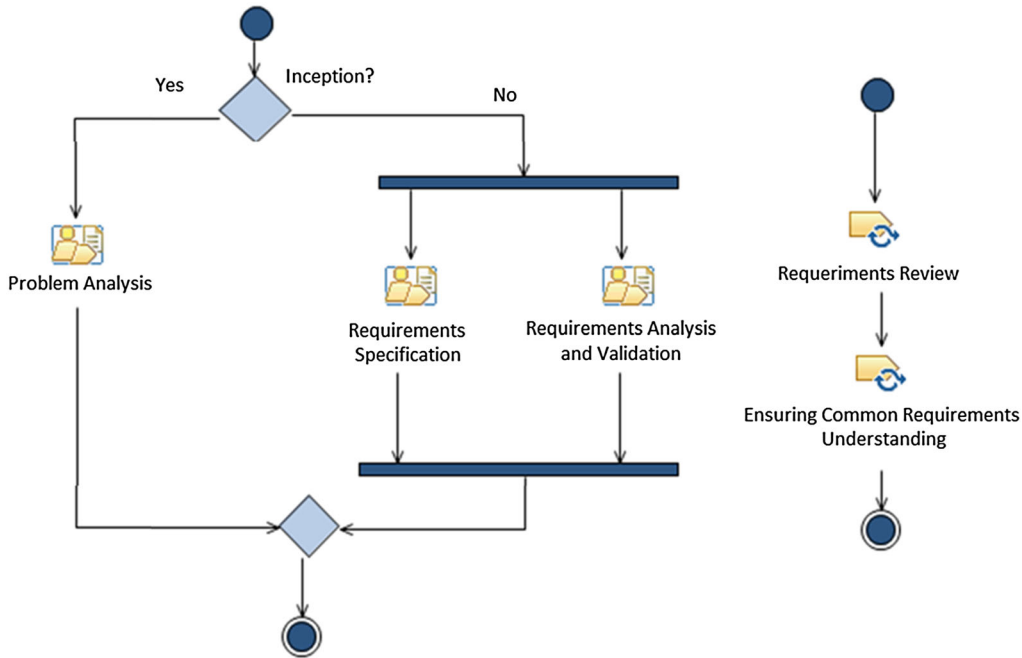 Inception?
Yes
No
Problem Analysis
Requirements
Specification
Requirements Analysis
and Validation
Requeriments Review
Ensuring Common Requirements
Understanding